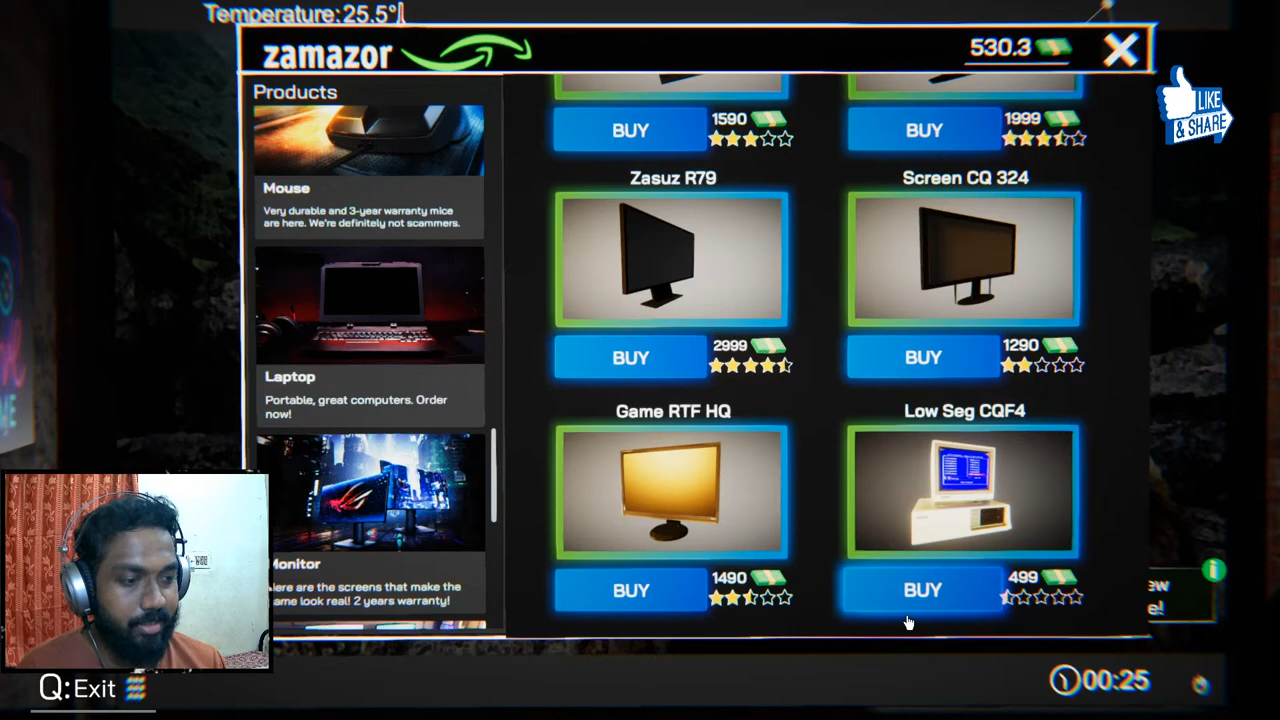 Temperature: 25.5°
zamazor
530.3
X
LIKE
& SHARE
Products
Mouse
Very durable and 3-year warranty mice
are here. We're definitely not scammers.
Laptop
Portable, great computers. Order
now!
Monitor
Here are the screens that make the
game look real! 2 years warranty!
BUY
1590
BUY
1999
Zasuz R79
BUY
2999
Screen CQ 324
BUY
1290
Game RTF HQ
BUY
1490
Low Seg CQF4
BUY
499
ew
e!
i
Q:Exit
00:25